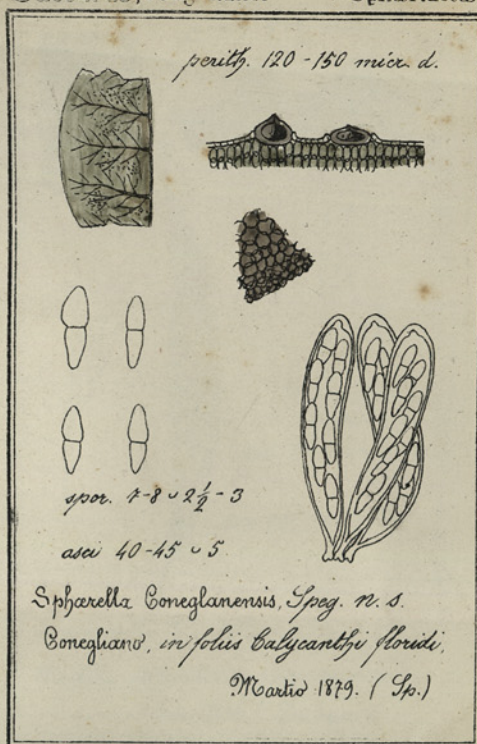 perith. 120-150 micr. d.
spor. 7-8 ᴗ 2½-3
asci 40-45 ᴗ 5
Sphærella Coneglanensis, Speg. n. s.
Conegliano, in foliis Calycanthi floridi,
Martio 1879. (Sp.)